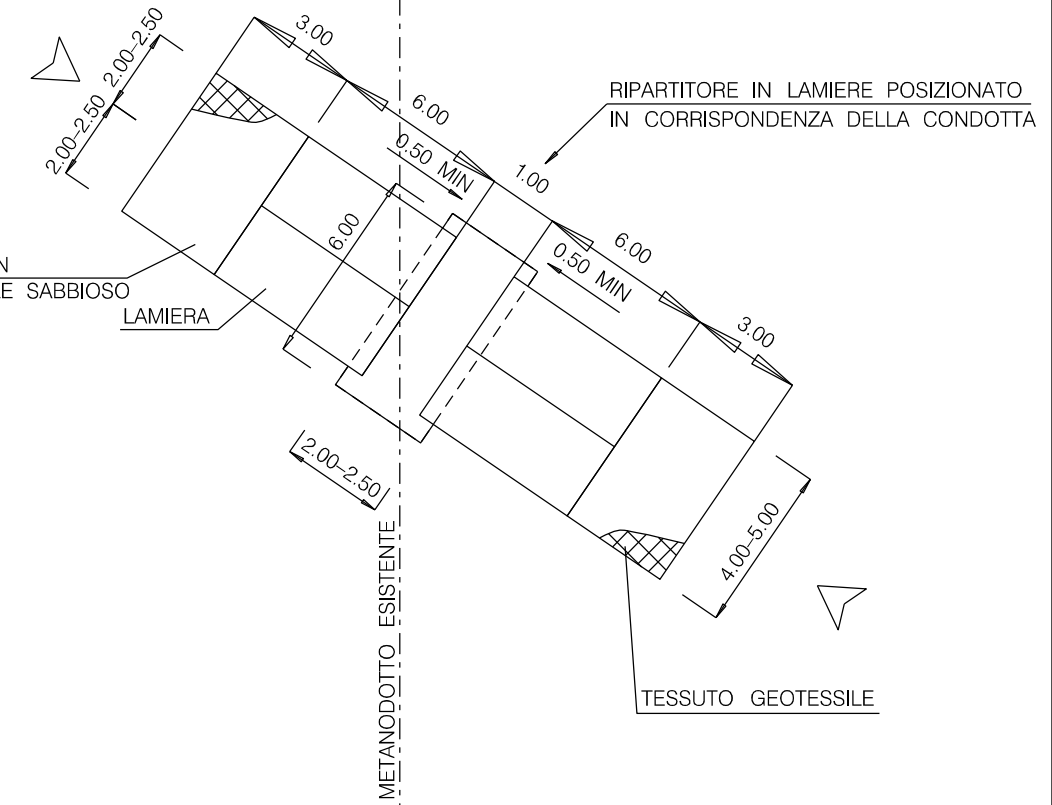 3.00
2.00-2.50
2.00-2.50
6.00
RIPARTITORE IN LAMIERE POSIZIONATO
IN CORRISPONDENZA DELLA CONDOTTA
0.50 MIN
1.00
6.00
6.00
0.50 MIN
N
E SABBIOSO
LAMIERA
3.00
2.00-2.50
4.00-5.00
METANODOTTO ESISTENTE
TESSUTO GEOTESSILE